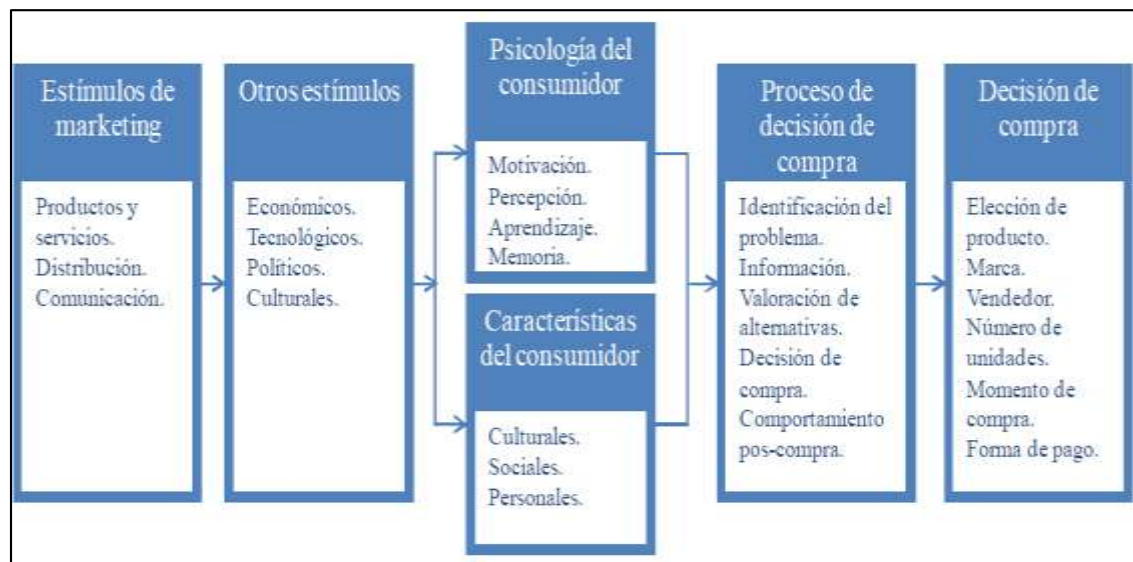 Estímulos de
marketing
Productos y
servicios.
Distribución.
Comunicación.
Otros estímulos
Económicos.
Tecnológicos.
Políticos.
Culturales.
Psicología del
consumidor
Motivación.
Percepción.
Aprendizaje.
Memoria.
Características
del consumidor
Culturales.
Sociales.
Personales.
Proceso de
decisión de
compra
Identificación del
problema.
Información.
Valoración de
alternativas.
Decisión de
compra.
Comportamiento
pos-compra.
Decisión de
compra
Elección de
producto.
Marca.
Vendedor.
Número de
unidades.
Momento de
compra.
Forma de pago.